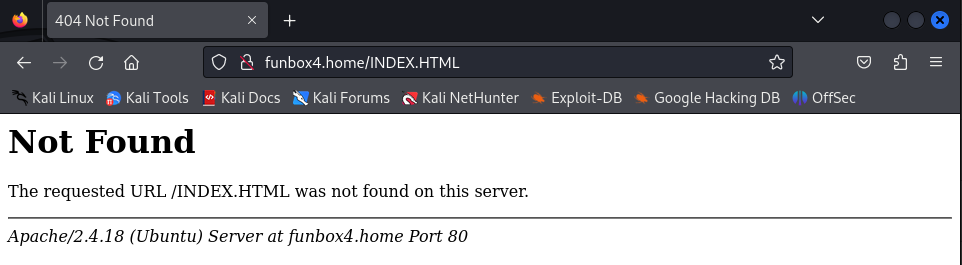 404 Not Found
funbox4.home/INDEX.HTML
Kali Linux Kali Tools Kali Docs Kali Forums Kali NetHunter Exploit-DB Google Hacking DB OffSec
Not Found
The requested URL /INDEX.HTML was not found on this server.
Apache/2.4.18 (Ubuntu) Server at funbox4.home Port 80